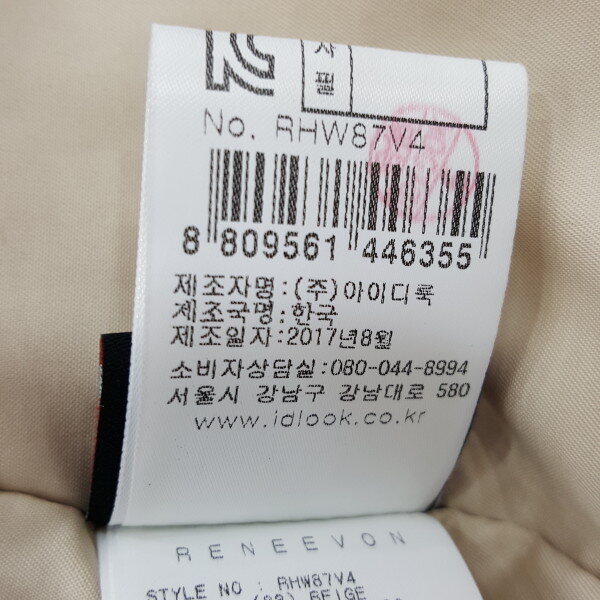 자
필
No. RHW87V4
8 809561 446355
제조자명:(주)아이디룩
제조국명:한국
제조일자:2017년8월
소비자상담실:080-044-8994
서울시 강남구 강남대로 580
www.idlook.co.kr
RENEEVON
STYLE NO : RHW87V4
BEIGE